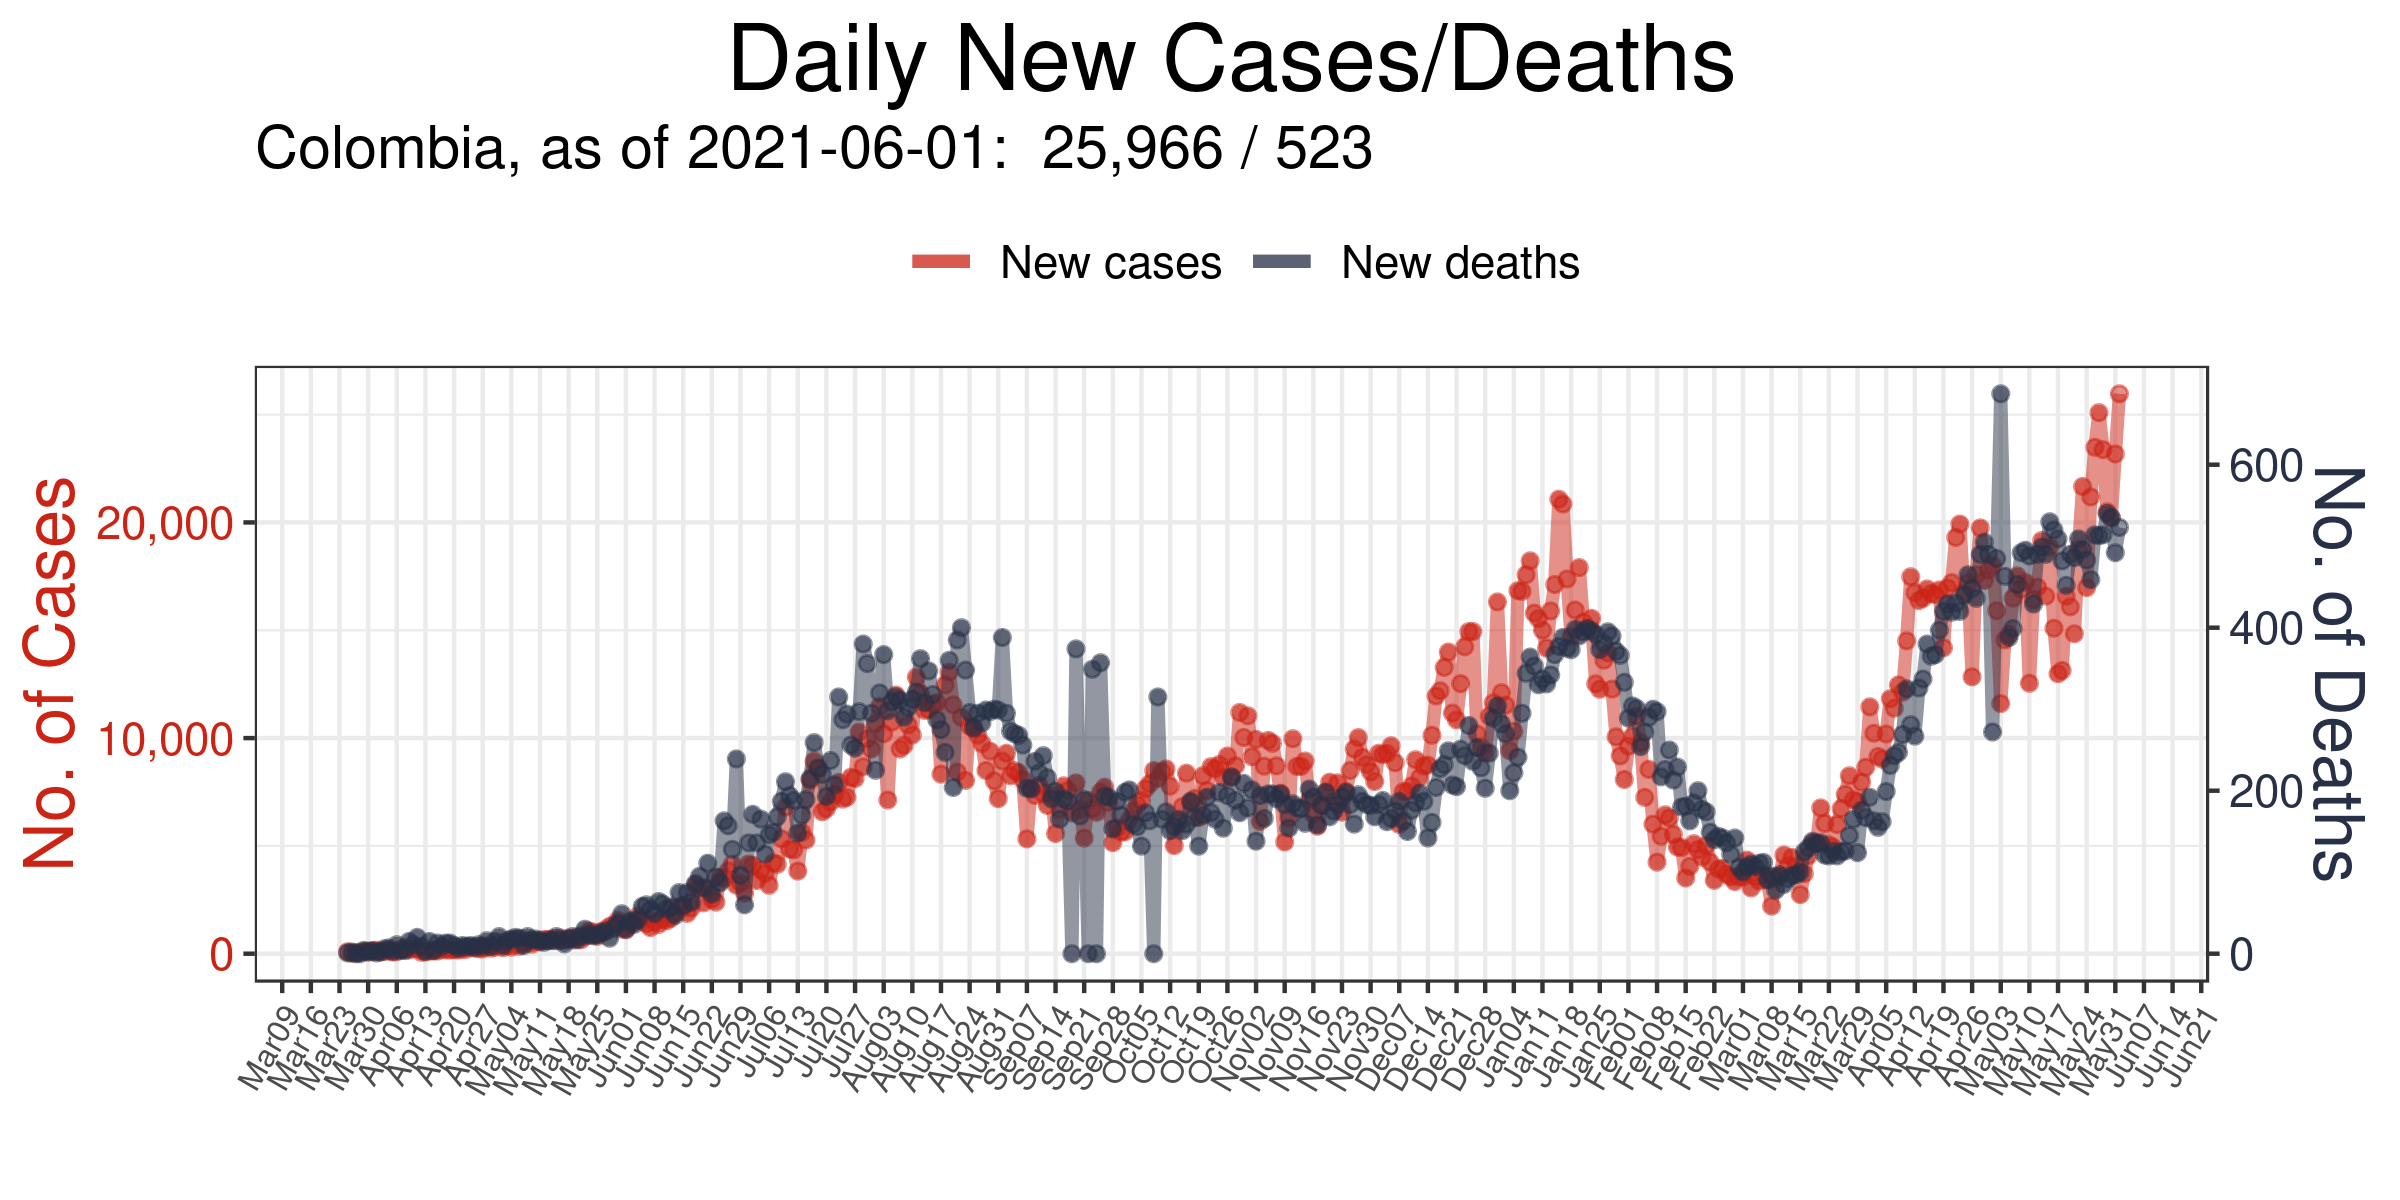 Daily New Cases/Deaths
Colombia, as of 2021-06-01:  25,966 / 523
New cases
New deaths
No. of Cases
20,000
10,000
0
600
400
200
0
No. of Deaths
Mar09
Mar16
Mar23
Mar30
Apr06
Apr13
Apr20
Apr27
May04
May11
May18
May25
Jun01
Jun08
Jun15
Jun22
Jun29
Jul06
Jul13
Jul20
Jul27
Aug03
Aug10
Aug17
Aug24
Aug31
Sep07
Sep14
Sep21
Sep28
Oct05
Oct12
Oct19
Oct26
Nov02
Nov09
Nov16
Nov23
Nov30
Dec07
Dec14
Dec21
Dec28
Jan04
Jan11
Jan18
Jan25
Feb01
Feb08
Feb15
Feb22
Mar01
Mar08
Mar15
Mar22
Mar29
Apr05
Apr12
Apr19
Apr26
May03
May10
May17
May24
May31
Jun07
Jun14
Jun21